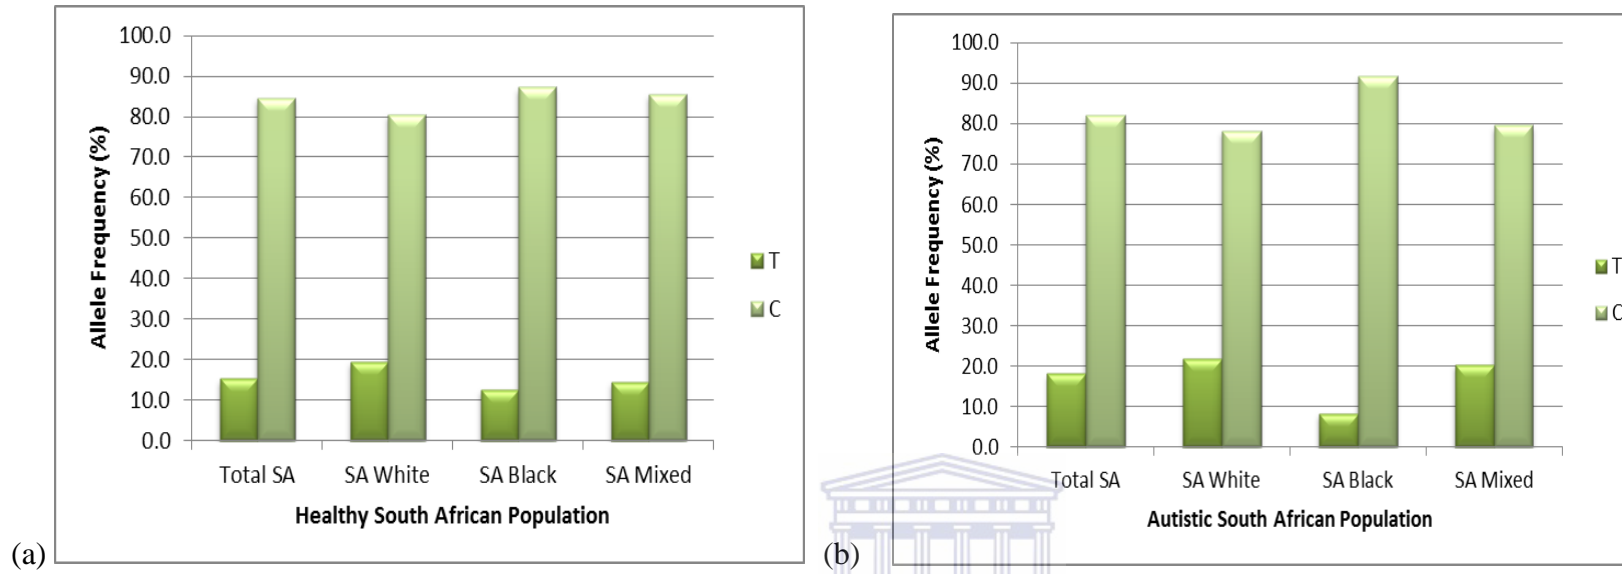 (a)
100.0
90.0
80.0
70.0
60.0
50.0
40.0
30.0
20.0
10.0
0.0
Allele Frequency (%)
Total SA SA White SA Black SA Mixed
Healthy South African Population
T
C
(b)
100.0
90.0
80.0
70.0
60.0
50.0
40.0
30.0
20.0
10.0
0.0
Allele Frequency (%)
Total SA SA White SA Black SA Mixed
Autistic South African Population
T
C